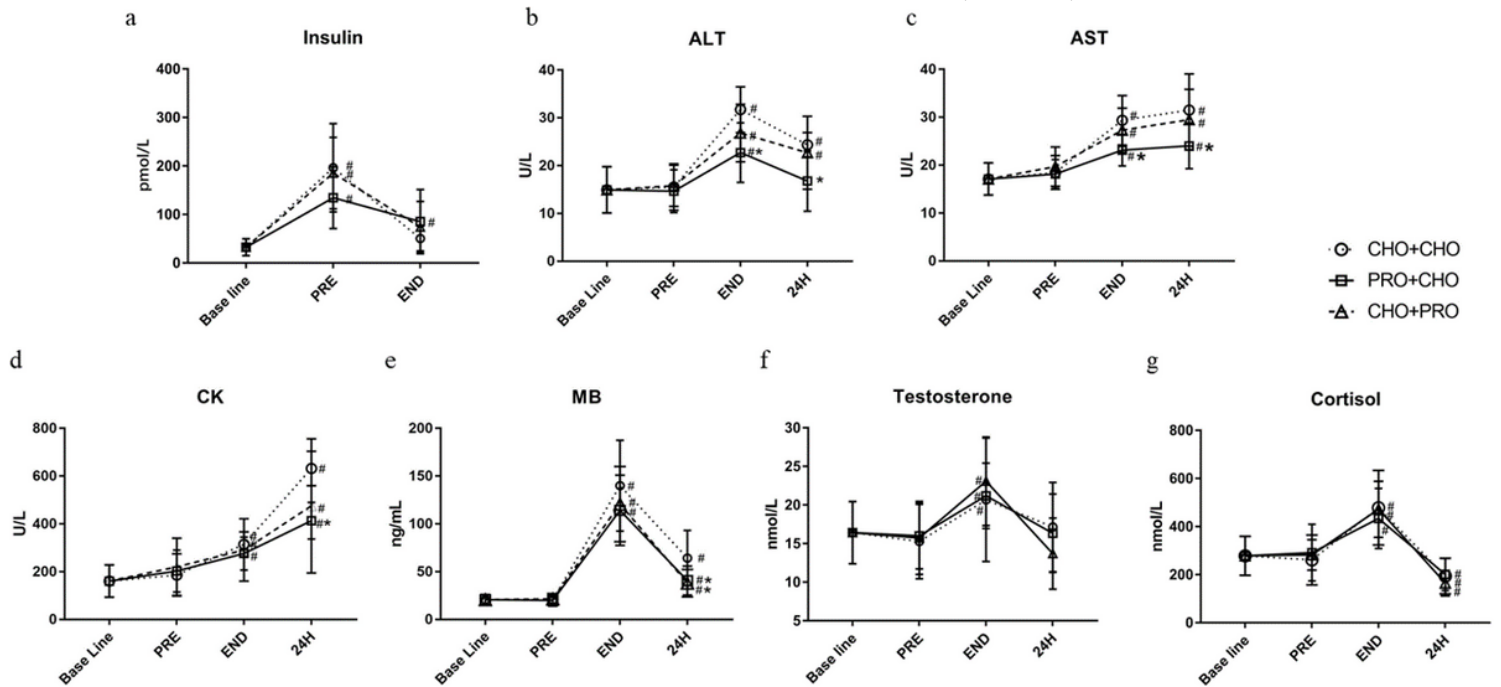 a
Insulin
pmol/L
400
300
200
100
0
# 
#
#
#
Base line
PRE
END
b
ALT
U/L
40
30
20
10
0
#
#
#*
#
#
*
Base Line
PRE
END
24H
c
AST
U/L
40
30
20
10
0
#
#
#*
#
#
#*
Base Line
PRE
END
24H
CHO+CHO
PRO+CHO
CHO+PRO
d
CK
U/L
800
600
400
200
0
#
#
#
#
#
#*
Base Line
PRE
END
24H
e
MB
ng/mL
200
150
100
50
0
#
#
#
#
#*
#*
Base Line
PRE
END
24H
f
Testosterone
nmol/L
30
25
20
15
10
5
#
#
#
Base Line
PRE
END
24H
g
Cortisol
nmol/L
800
600
400
200
0
#
#
#
#
#
#
Base line
PRE
END
24H